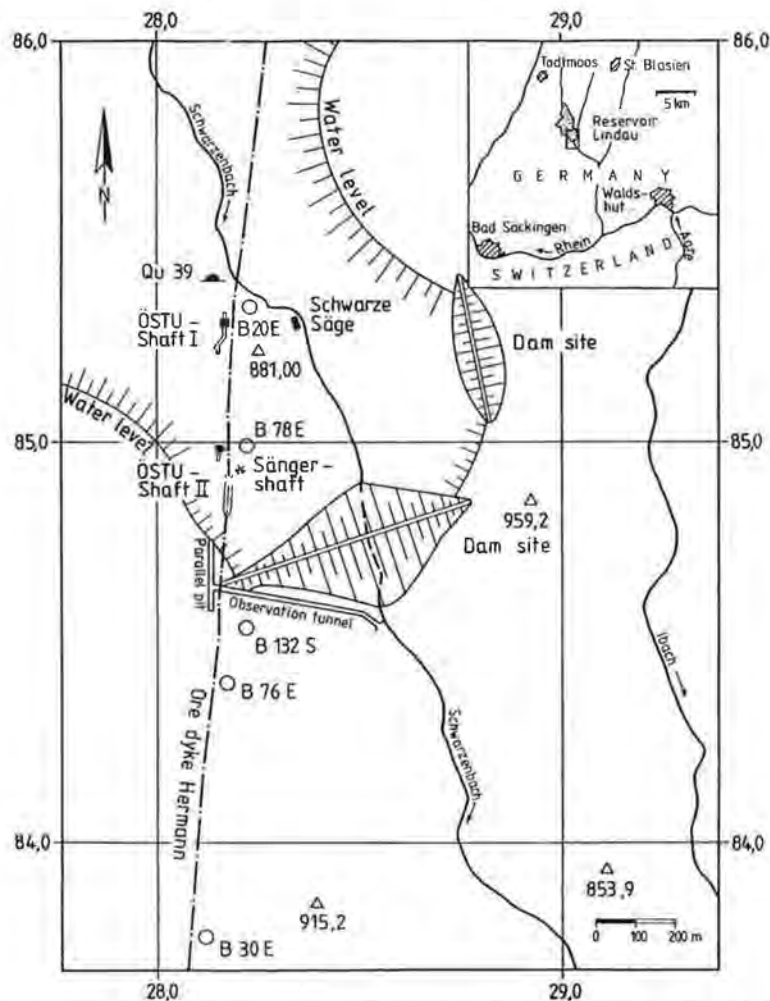 28,0
29,0
86,0
86,0
Todtmoos
St. Blasien
5 km
Reservoir
Lindau
GERMANY
Walds-
hut
Bad Säckingen
Rhein
Aare
SWITZERLAND
Schwarzenbach
Water level
N
Qu 39
ÖSTU-
Shaft I
B20E
Schwarze
Säge
881,00
Dam site
Water level
85,0
85,0
B 78 E
ÖSTU-
Shaft II
Sänger-
shaft
959,2
Dam site
Parallel pit
Observation tunnel
B 132 S
B 76 E
Ibach
Schwarzenbach
Ore dyke Hermann
84,0
84,0
853,9
915,2
B 30 E
0 100 200 m
28,0
29,0